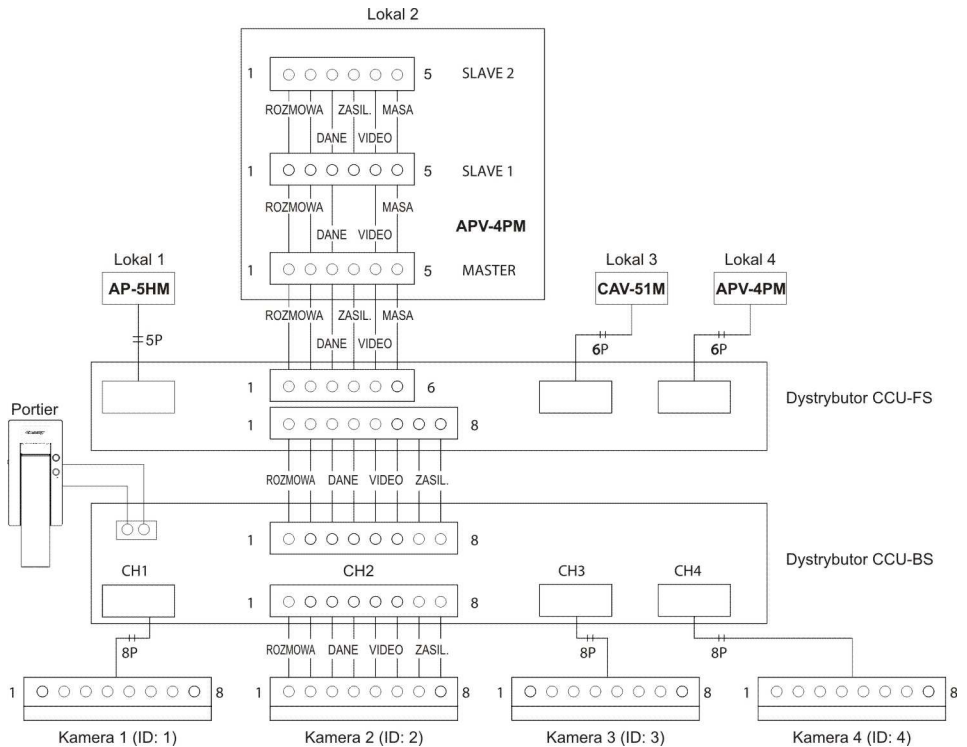 Lokal 2
1 5 SLAVE 2
ROZMOWA ZASIL. MASA
DANE VIDEO
1 5 SLAVE 1
ROZMOWA MASA
DANE VIDEO
APV-4PM
1 5 MASTER
Lokal 1
AP-5HM
Lokal 3
CAV-51M
Lokal 4
APV-4PM
ROZMOWA ZASIL. MASA
DANE VIDEO
5P
6P
6P
1 6
Dystrybutor CCU-FS
1 8
Portier
ROZMOWA DANE VIDEO ZASIL.
1 8
Dystrybutor CCU-BS
CH1 CH2 CH3 CH4
1 8
ROZMOWA DANE VIDEO ZASIL.
8P 8P 8P
1 8 1 8 1 8 1 8
Kamera 1 (ID: 1) Kamera 2 (ID: 2) Kamera 3 (ID: 3) Kamera 4 (ID: 4)